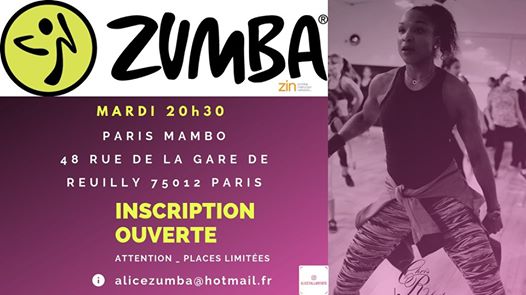 ZUMBA®
zin
MARDI 20h30
PARIS MAMBO
48 RUE DE LA GARE DE
REUILLY 75012 PARIS
INSCRIPTION
OUVERTE
ATTENTION _ PLACES LIMITÉES
alicezumba@hotmail.fr